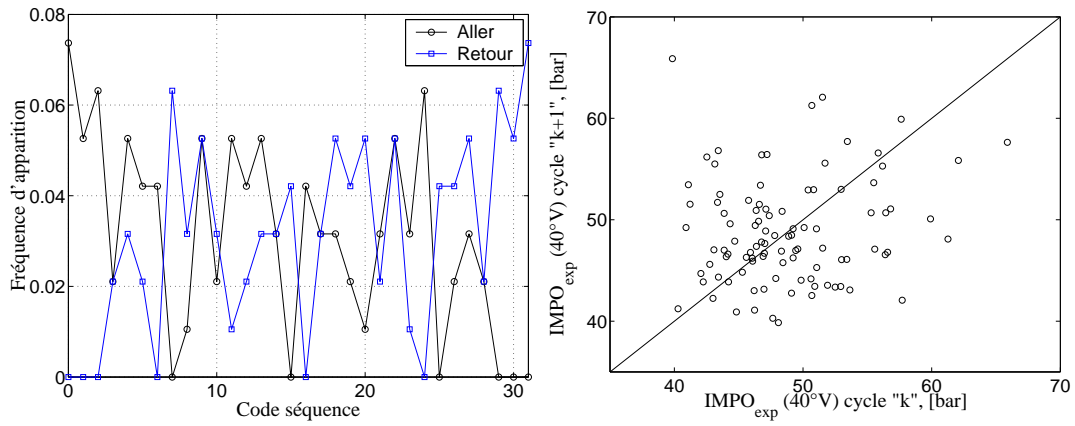 0.08
0.06
0.04
0.02
0
0
10
20
30
Fréquence d'apparition
Code séquence
Aller
Retour
70
60
50
40
40
50
60
70
IMPO_exp (40°V) cycle "k+1", [bar]
IMPO_exp (40°V) cycle "k", [bar]